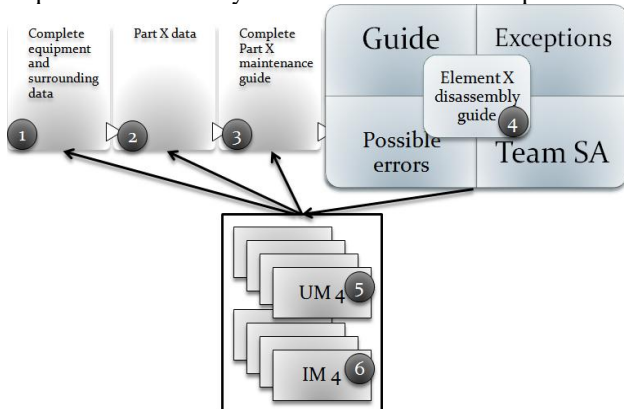 Complete
equipment
and
surrounding
data
1
Part X data
2
Complete
Part X
maintenance
guide
3
Guide
Exceptions
Element X
disassembly
guide
4
Possible
errors
Team SA
UM 4
5
IM 4
6